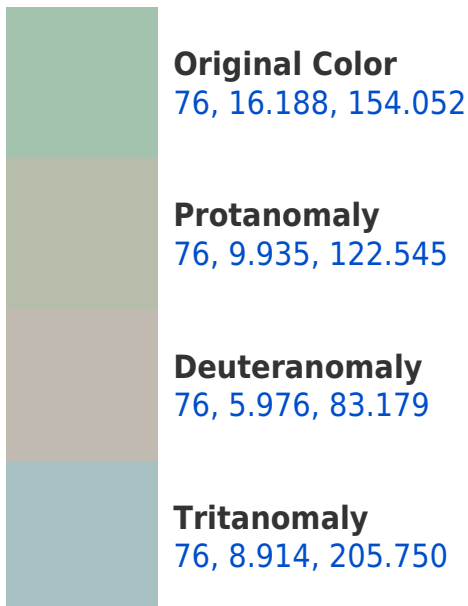 Original Color
76, 16.188, 154.052
Protanomaly
76, 9.935, 122.545
Deuteranomaly
76, 5.976, 83.179
Tritanomaly
76, 8.914, 205.750